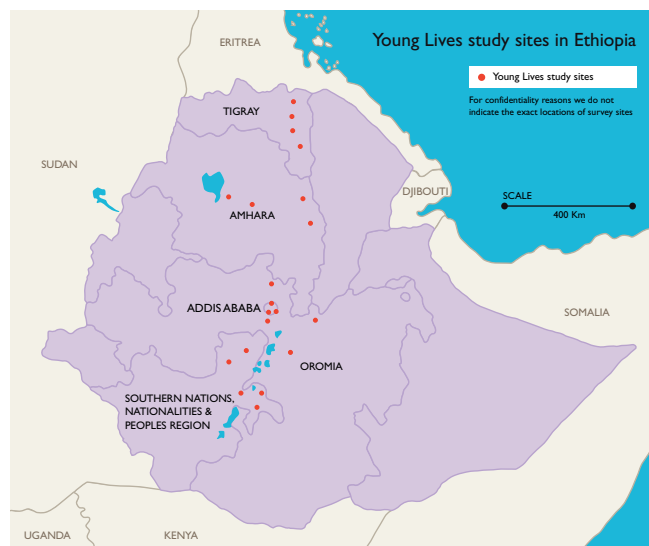 Young Lives study sites in Ethiopia
Young Lives study sites
For confidentiality reasons we do not
indicate the exact locations of survey sites
SCALE
400 Km
ERITREA
TIGRAY
SUDAN
DJIBOUTI
AMHARA
ADDIS ABABA
SOMALIA
OROMIA
SOUTHERN NATIONS,
NATIONALITIES &
PEOPLES REGION
UGANDA
KENYA